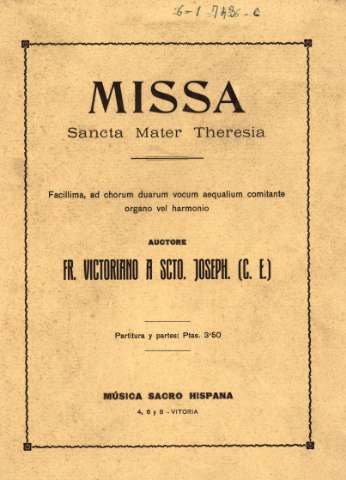 MISSA
Sancta Mater Theresia
Facillima, ad chorum duarum vocum aequalium comitante
organo vel harmonio
AUCTORE
FR. VICTORIANO A SCTO. JOSEPH. (C. E.)
Partitura y partes: Ptas. 3'50
MÚSICA SACRO HISPANA
4, 6 y 8 - VITORIA